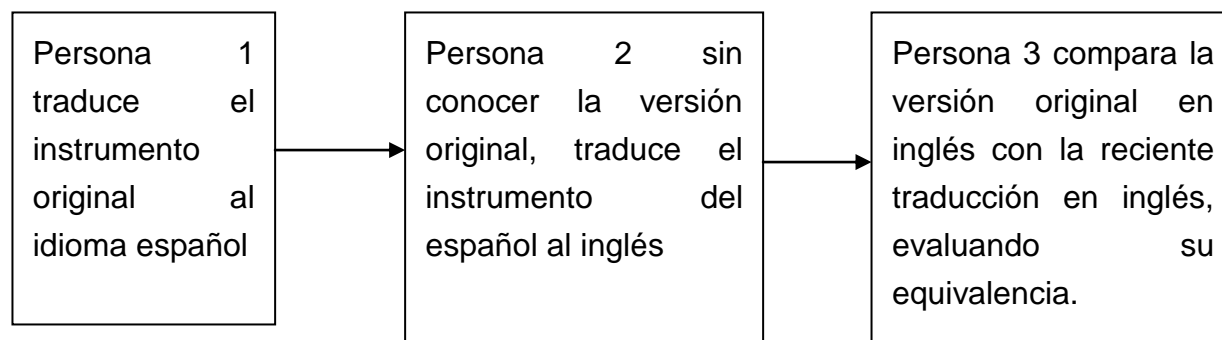 Persona 1
traduce el
instrumento
original al
idioma español
Persona 2 sin
conocer la versión
original, traduce el
instrumento del
español al inglés
Persona 3 compara la
versión original en
inglés con la reciente
traducción en inglés,
evaluando su
equivalencia.